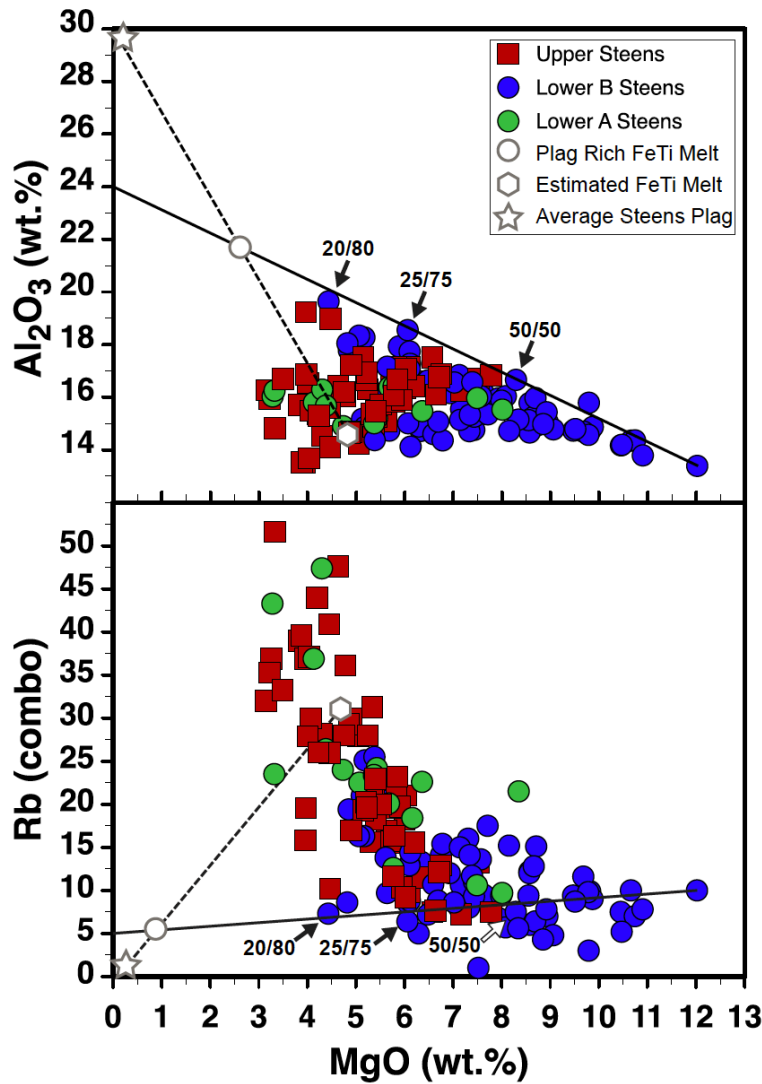 30
28
26
24
22
20
18
16
14
Al₂O₃ (wt.%)
Upper Steens
Lower B Steens
Lower A Steens
Plag Rich FeTi Melt
Estimated FeTi Melt
Average Steens Plag
20/80
25/75
50/50
50
45
40
35
30
25
20
15
10
5
0
Rb (combo)
20/80
25/75
50/50
0 1 2 3 4 5 6 7 8 9 10 11 12 13
MgO (wt.%)